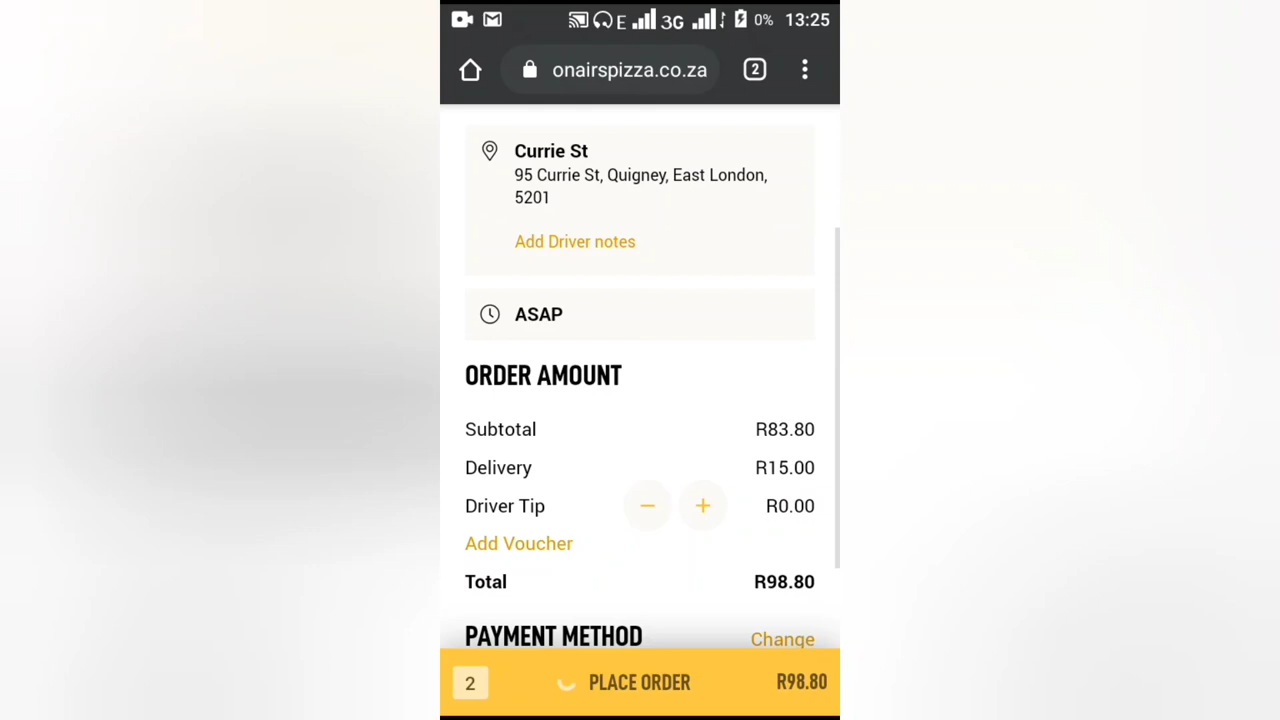 E 3G 0% 13:25
onairspizza.co.za 2
Currie St
95 Currie St, Quigney, East London,
5201
Add Driver notes
ASAP
ORDER AMOUNT
Subtotal R83.80
Delivery R15.00
Driver Tip − + R0.00
Add Voucher
Total R98.80
PAYMENT METHOD Change
2 PLACE ORDER R98.80